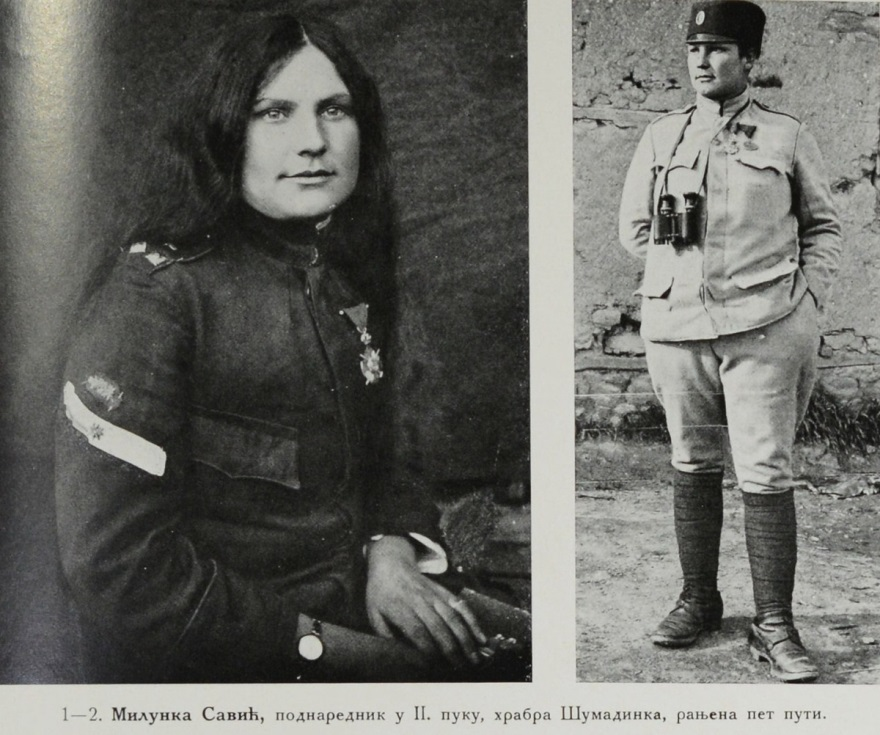 1—2. Милунка Савић, поднаредник у II. пуку, храбра Шумадинка, рањена пет пути.